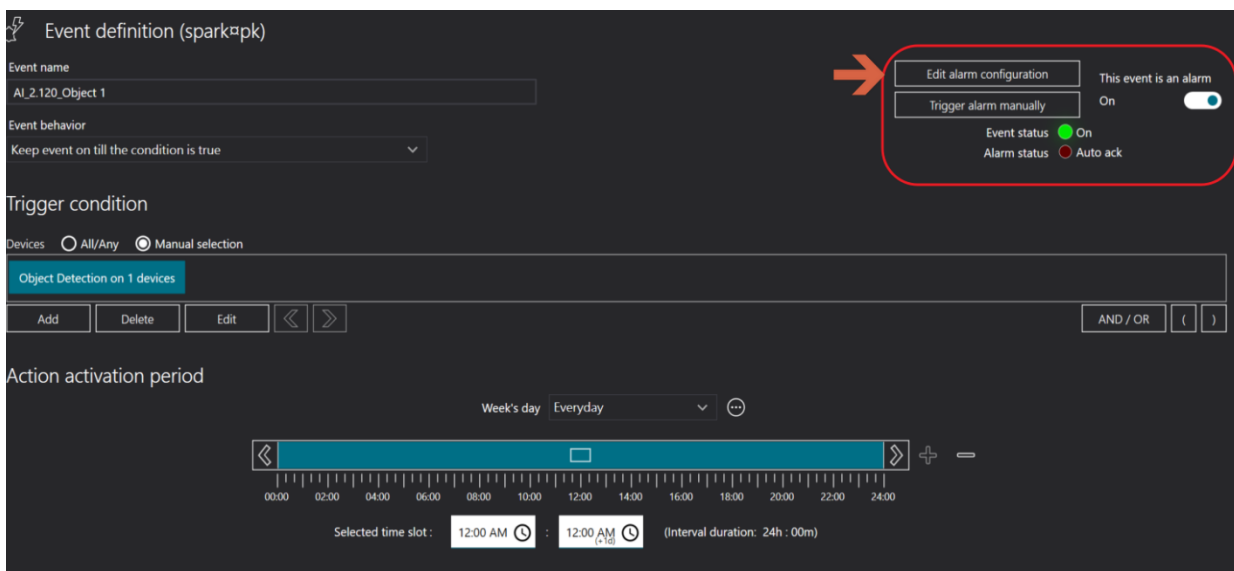 Event definition (spark¤pk)
Event name
AI_2.120_Object 1
Event behavior
Keep event on till the condition is true
Edit alarm configuration
This event is an alarm
Trigger alarm manually
On
Event status On
Alarm status Auto ack
Trigger condition
Devices All/Any Manual selection
Object Detection on 1 devices
Add Delete Edit AND / OR ( )
Action activation period
Week's day Everyday
00:00 02:00 04:00 06:00 08:00 10:00 12:00 14:00 16:00 18:00 20:00 22:00 24:00
Selected time slot : 12:00 AM : 12:00 AM (Interval duration: 24h : 00m)
(+1d)